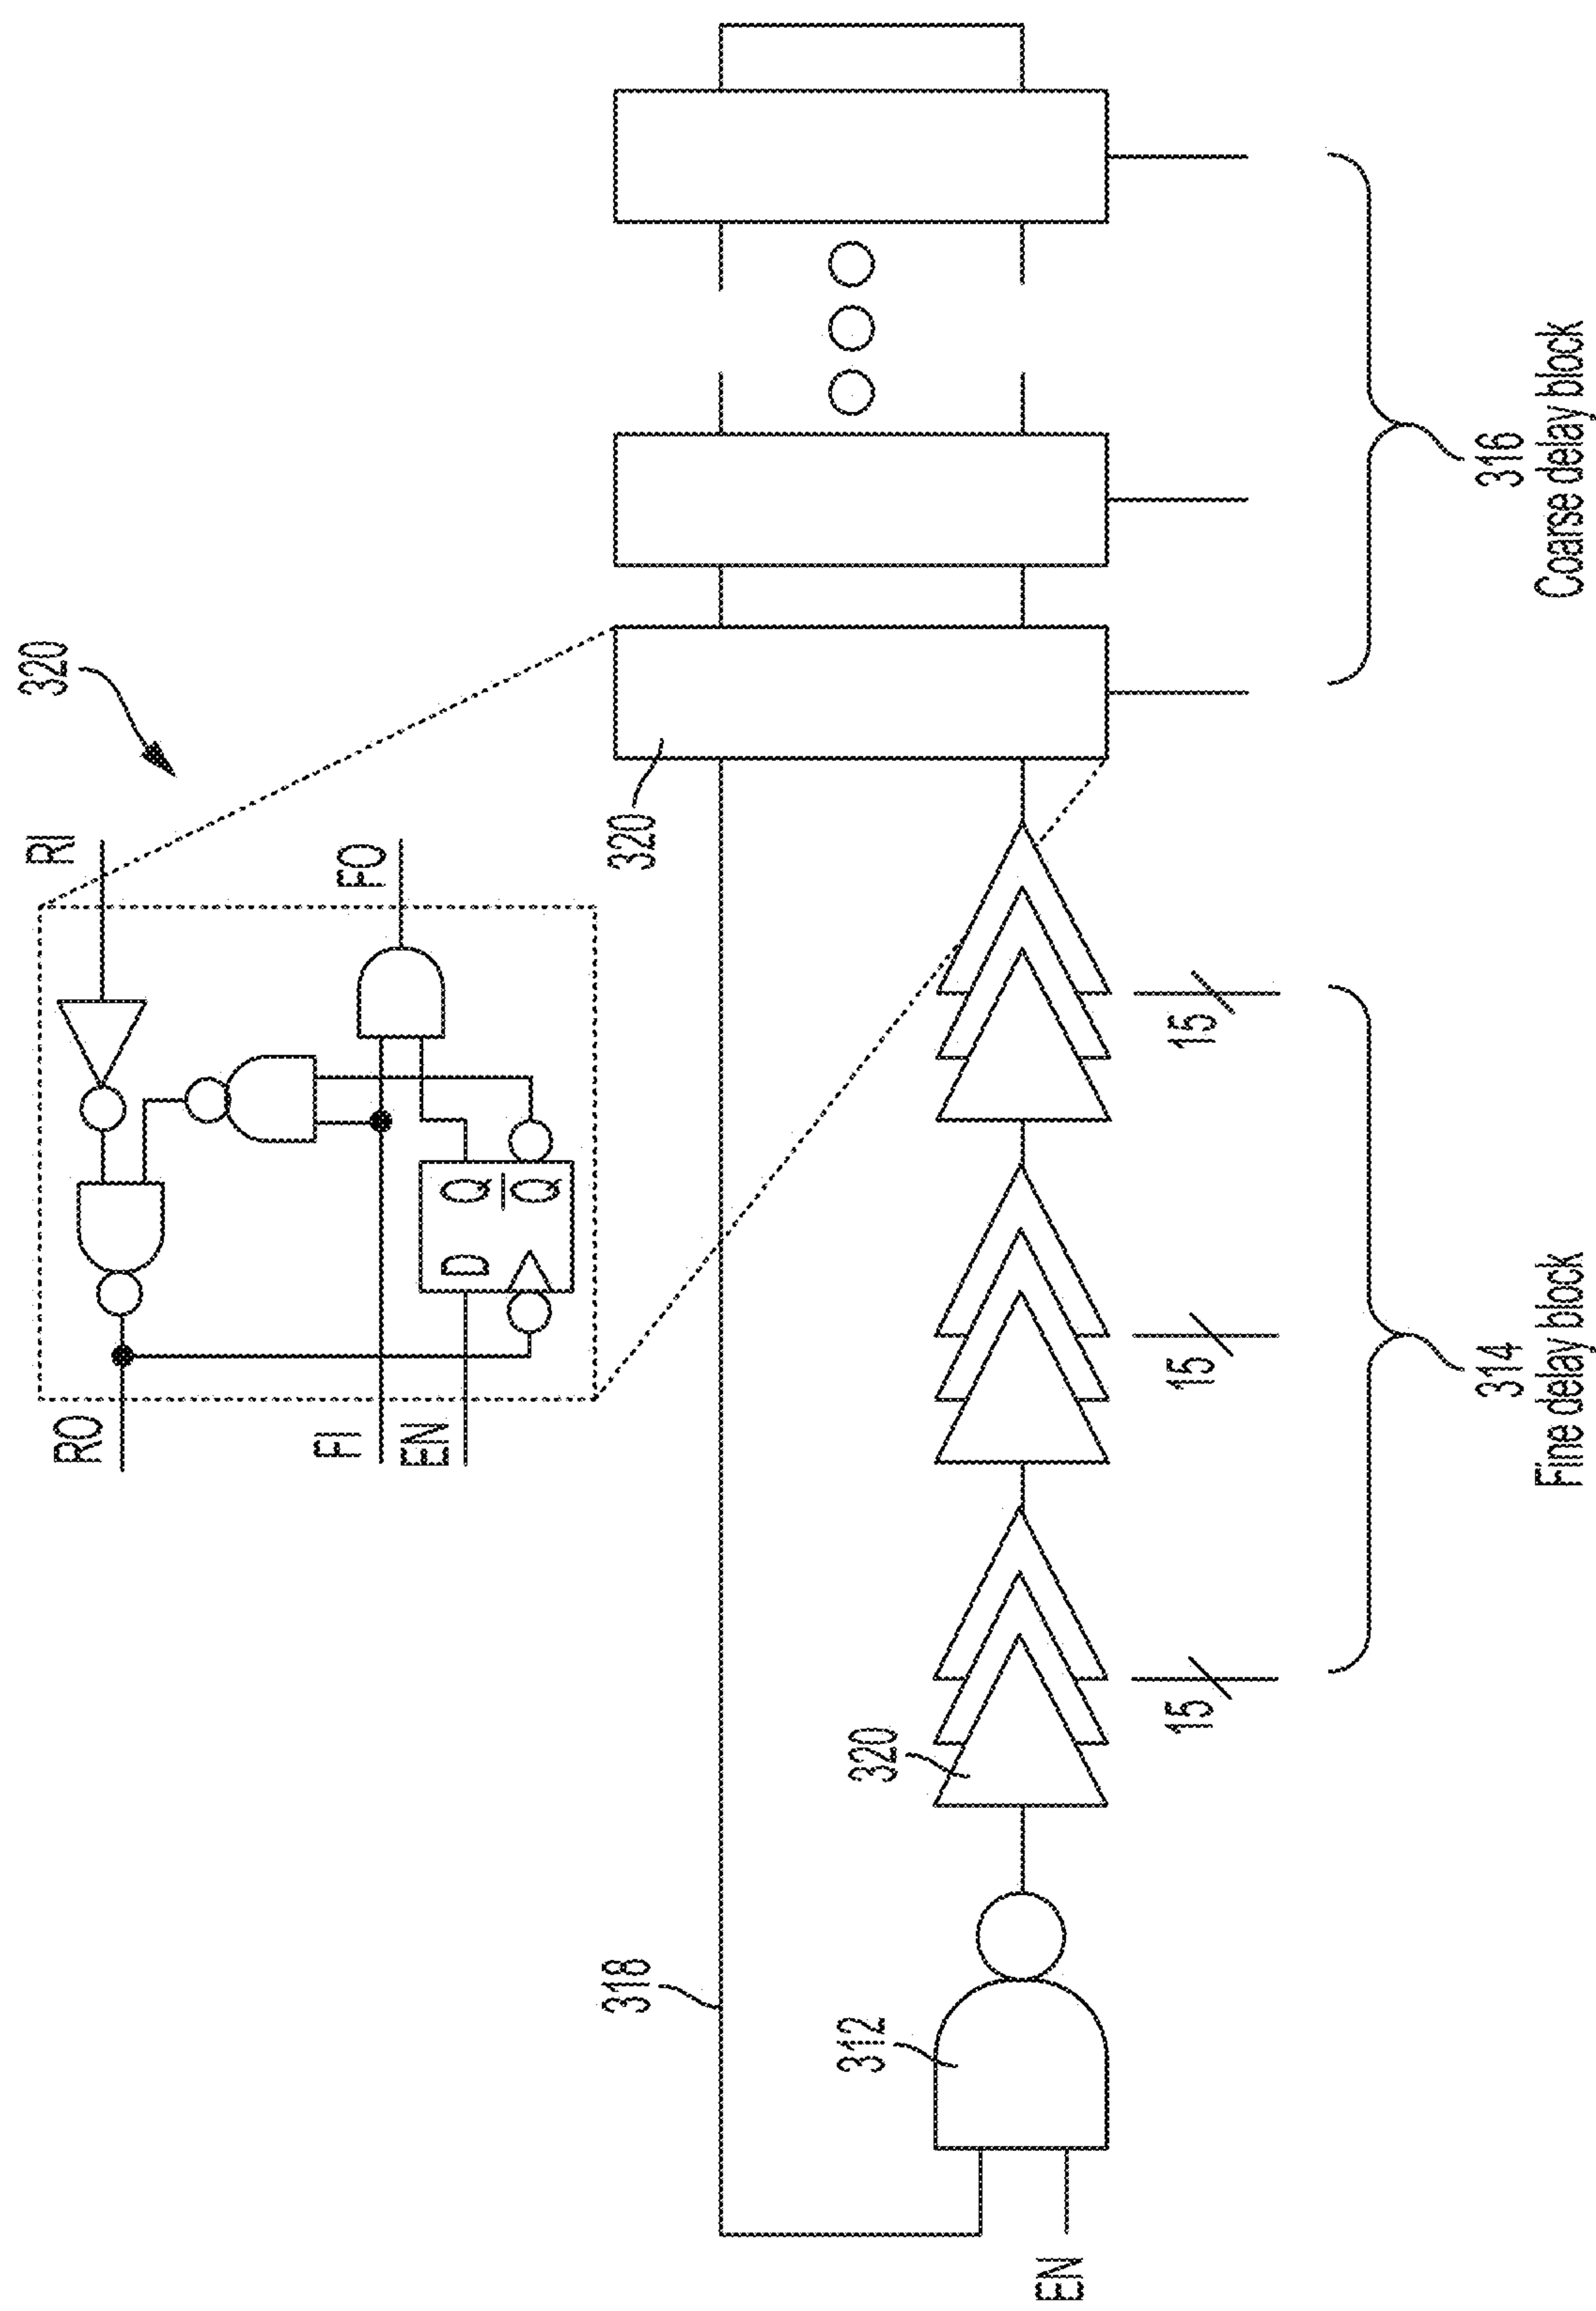 320
RI
FO
RO
FI
EN
D
Q
Q̅
320
318
312
320
EN
15
15
15
314
Fine delay block
316
Coarse delay block